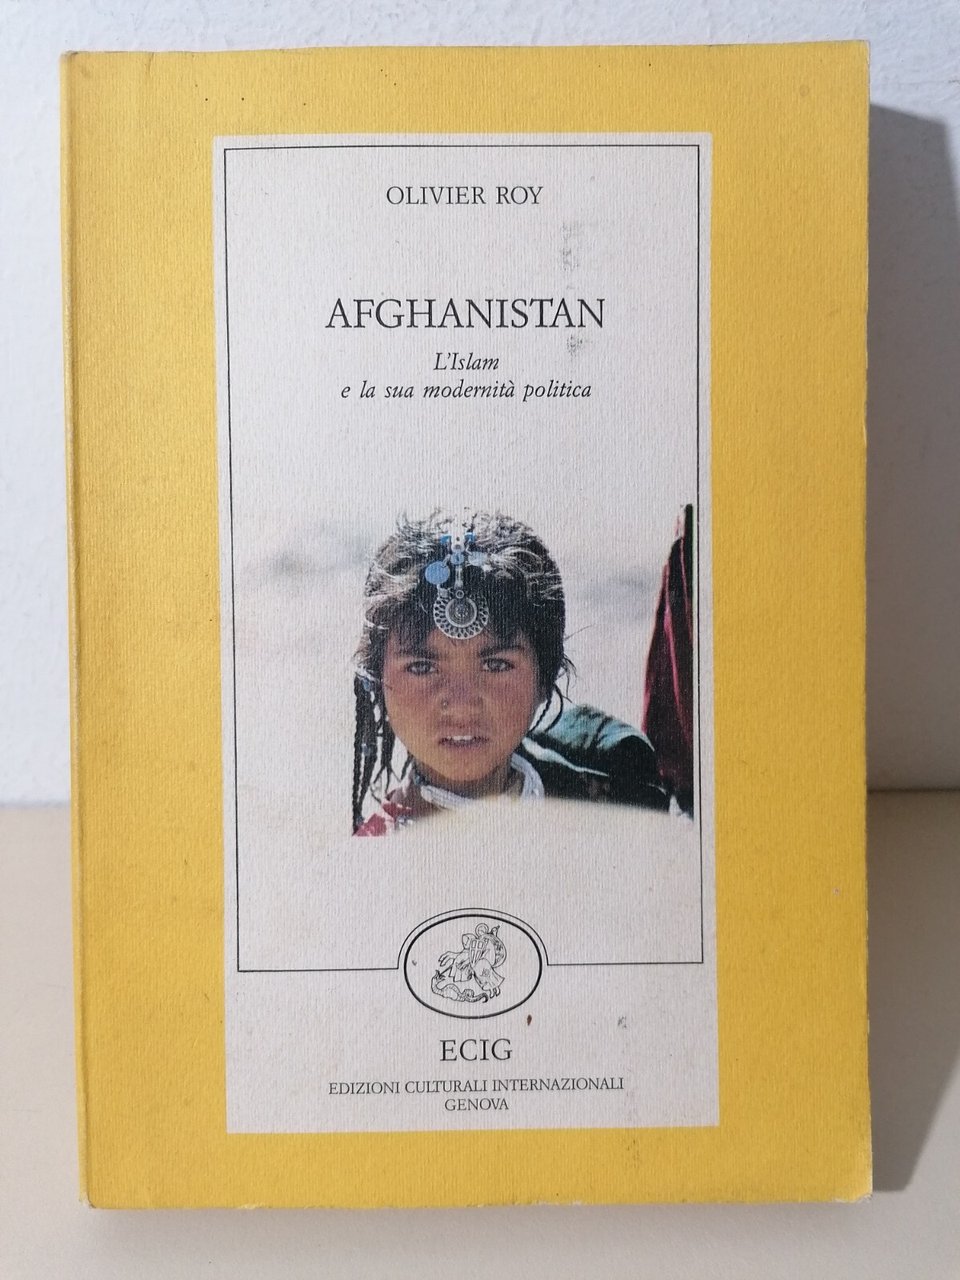 OLIVIER ROY
AFGHANISTAN
L'Islam
e la sua modernità politica
ECIG
EDIZIONI CULTURALI INTERNAZIONALI
GENOVA